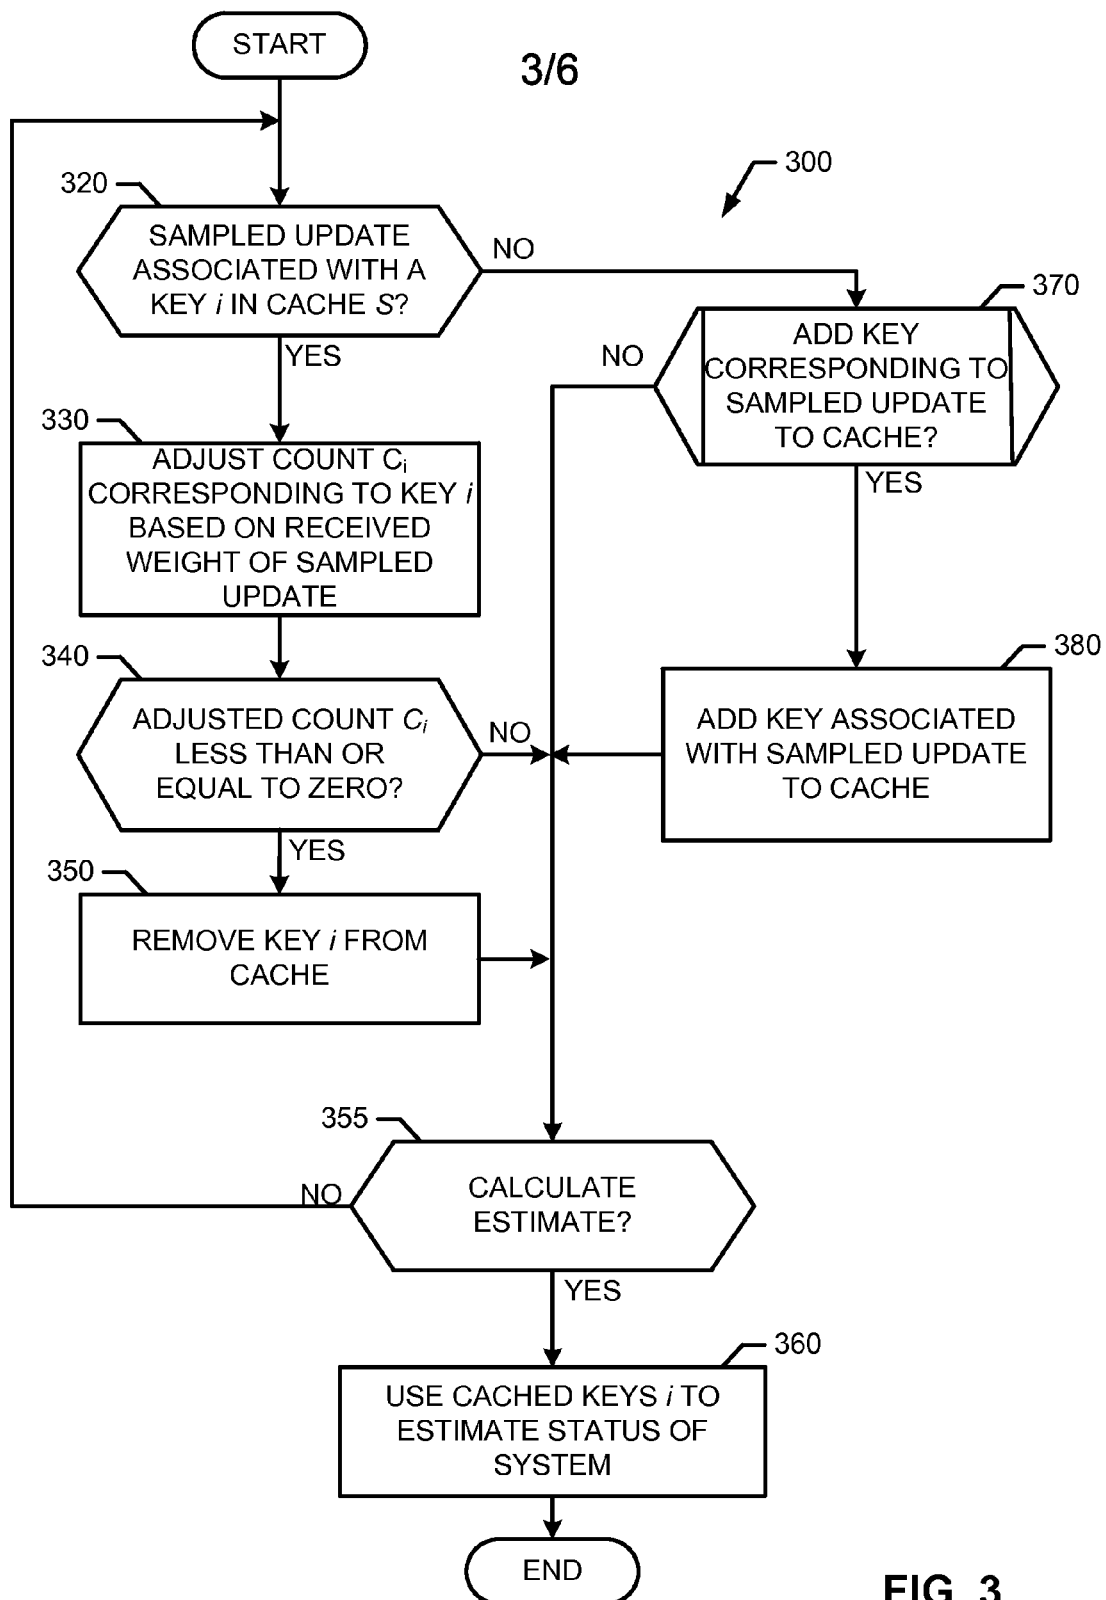 START
3/6
300
320
SAMPLED UPDATE
ASSOCIATED WITH A
KEY i IN CACHE S?
NO
YES
370
NO
ADD KEY
CORRESPONDING TO
SAMPLED UPDATE
TO CACHE?
YES
330
ADJUST COUNT Ci
CORRESPONDING TO KEY i
BASED ON RECEIVED
WEIGHT OF SAMPLED
UPDATE
340
ADJUSTED COUNT Ci
LESS THAN OR
EQUAL TO ZERO?
NO
YES
380
ADD KEY ASSOCIATED
WITH SAMPLED UPDATE
TO CACHE
350
REMOVE KEY i FROM
CACHE
355
CALCULATE
ESTIMATE?
NO
YES
360
USE CACHED KEYS i TO
ESTIMATE STATUS OF
SYSTEM
END
FIG. 3